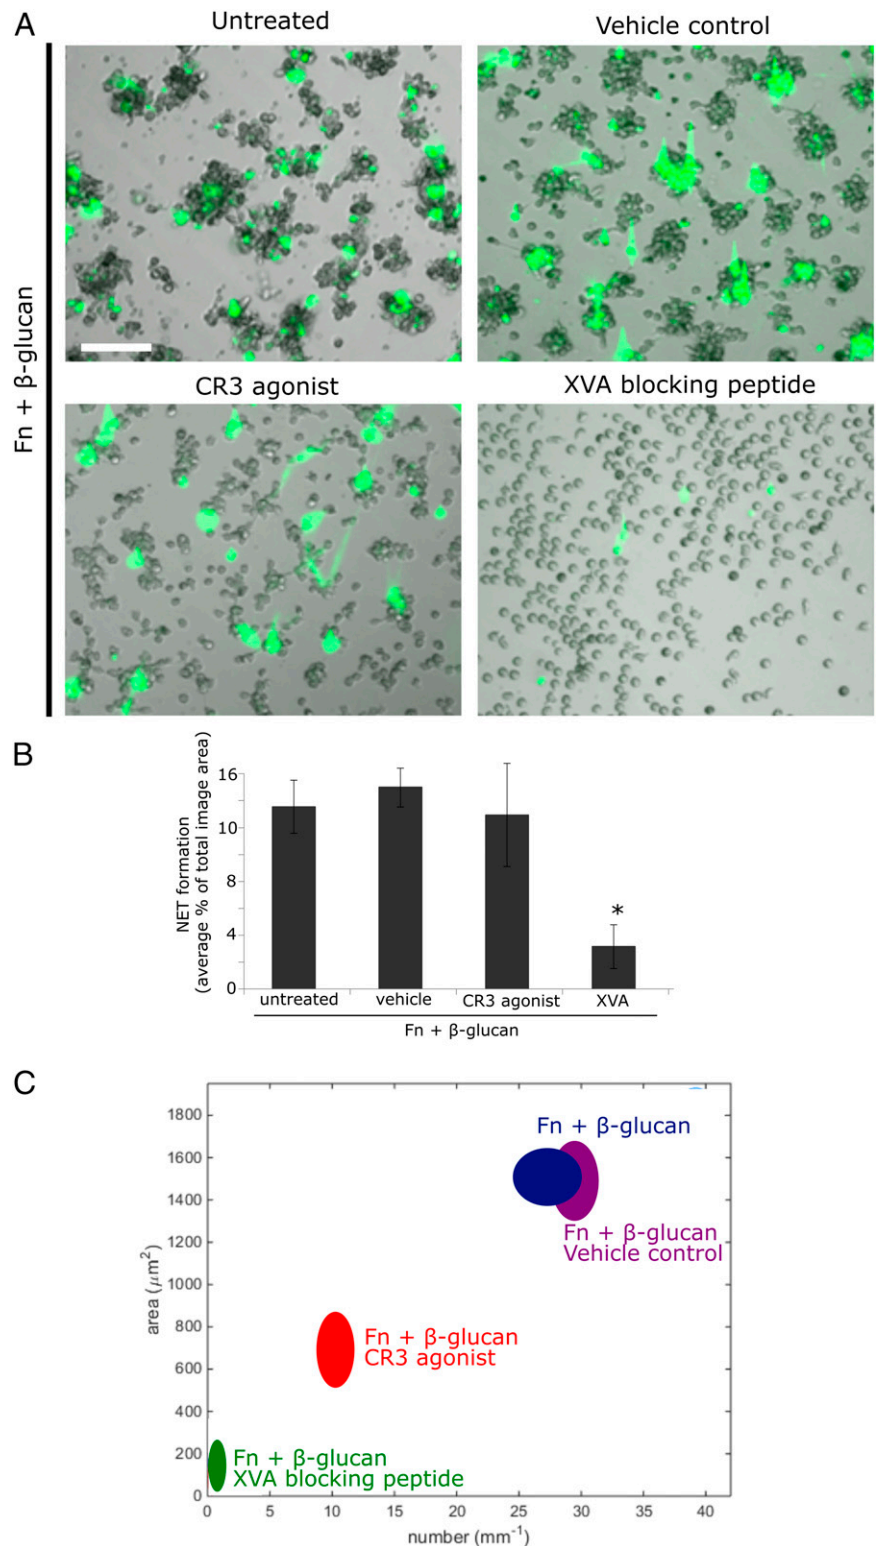 A
Untreated
Vehicle control
Fn + β-glucan
CR3 agonist
XVA blocking peptide
B
NET formation
(average % of total image area)
16
10
8
4
0
*
untreated
vehicle
CR3 agonist
XVA
Fn + β-glucan
C
area (μm²)
1800
1600
1400
1200
1000
800
600
400
200
0
Fn + β-glucan
Fn + β-glucan
Vehicle control
Fn + β-glucan
CR3 agonist
Fn + β-glucan
XVA blocking peptide
0
5
10
15
20
25
30
35
40
number (mm⁻¹)